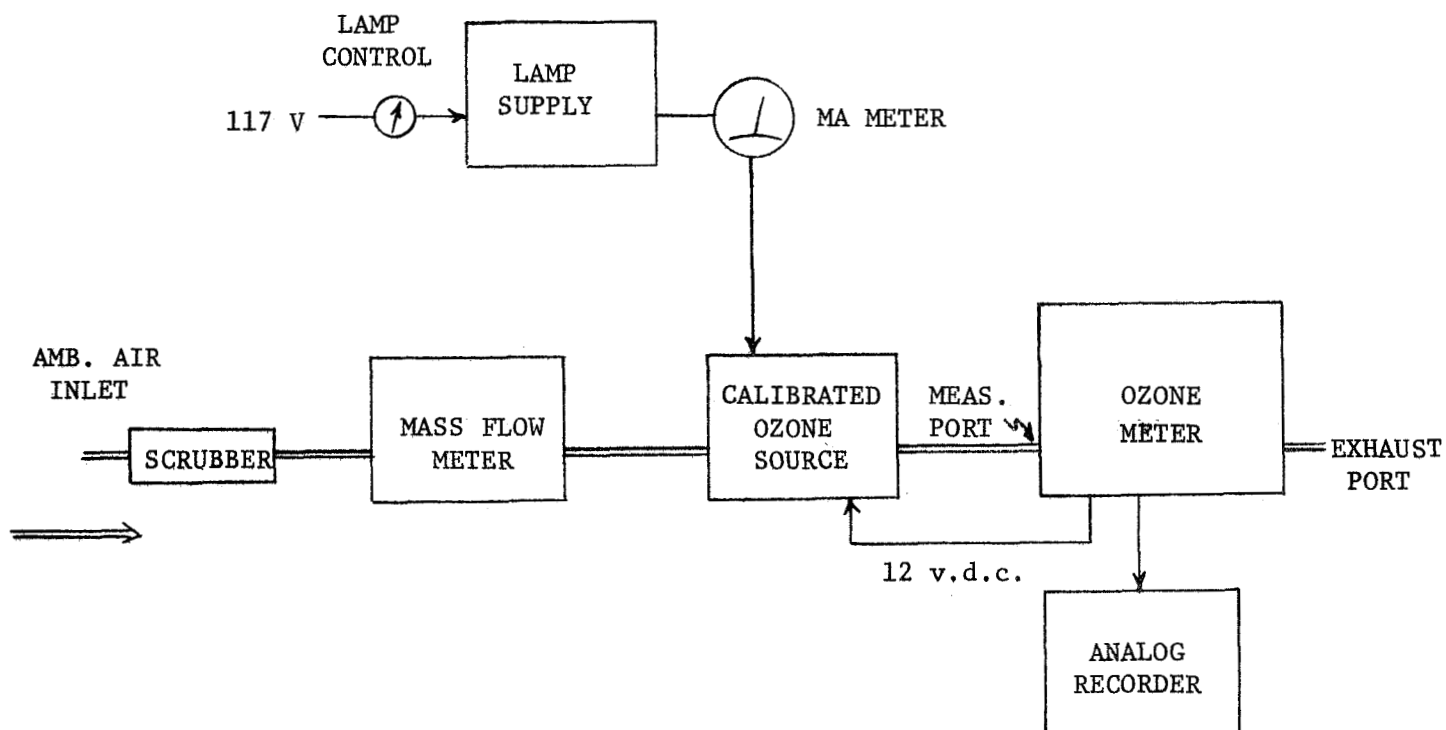 LAMP
CONTROL
117 V
LAMP
SUPPLY
MA METER
AMB. AIR
INLET
SCRUBBER
MASS FLOW
METER
CALIBRATED
OZONE
SOURCE
MEAS.
PORT
OZONE
METER
EXHAUST
PORT
12 v.d.c.
ANALOG
RECORDER